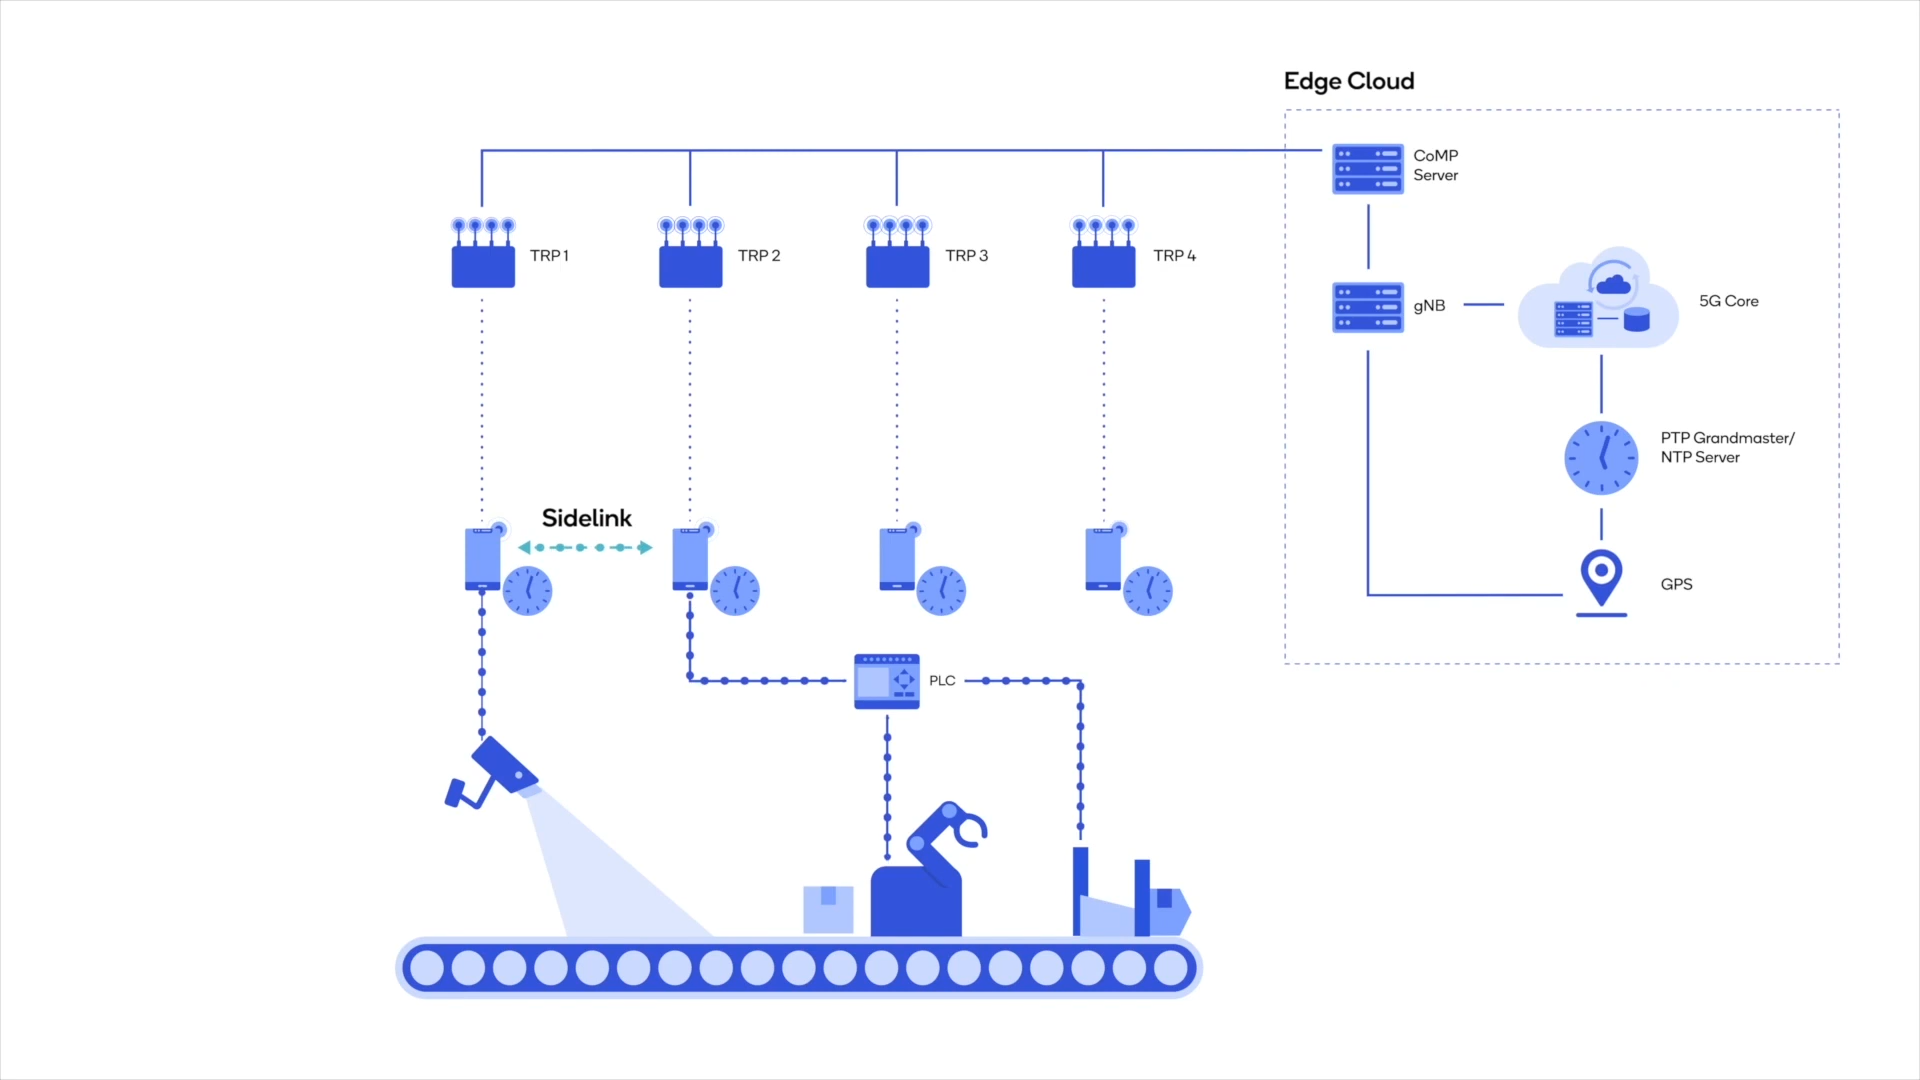 Edge Cloud
CoMP
Server
TRP 1
TRP 2
TRP 3
TRP 4
gNB
5G Core
PTP Grandmaster/
NTP Server
Sidelink
GPS
PLC